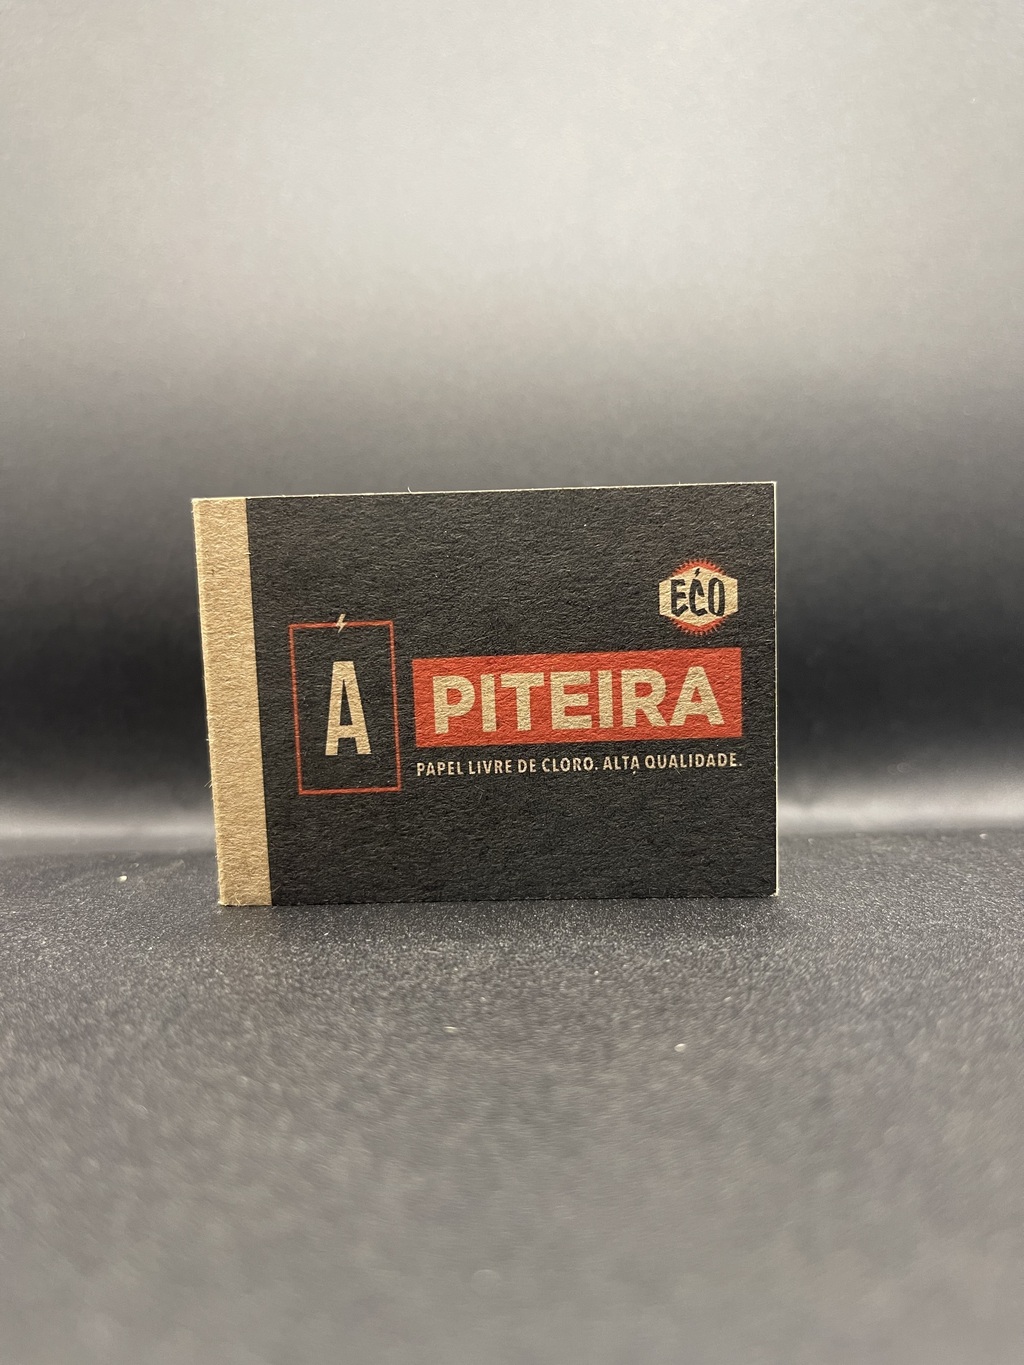 ECO
A
PITEIRA
PAPEL LIVRE DE CLORO. ALTA QUALIDADE.